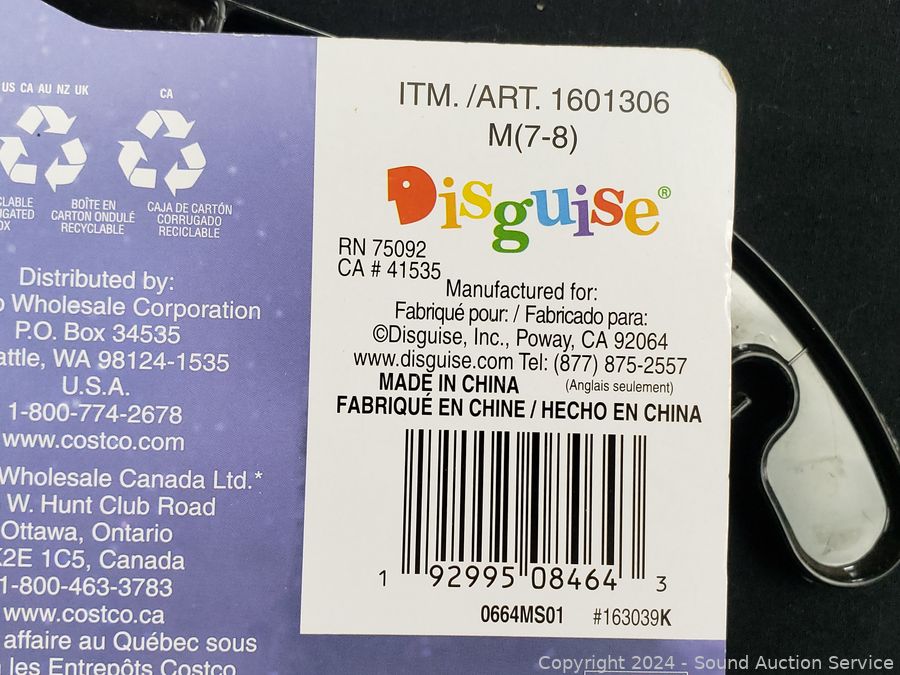 US CA AU NZ UK
CA
BOÎTE EN
CARTON ONDULÉ
RECYCLABLE
CAJA DE CARTÓN
CORRUGADO
RECICLABLE
Distributed by:
Wholesale Corporation
P.O. Box 34535
WA 98124-1535
U.S.A.
1-800-774-2678
www.costco.com
Wholesale Canada Ltd.*
W. Hunt Club Road
Ottawa, Ontario
1C5, Canada
1-800-463-3783
www.costco.ca
affaire au Québec sous
les Entrepôts Costco
ITM. /ART. 1601306
M(7-8)
Disguise®
RN 75092
CA # 41535
Manufactured for:
Fabriqué pour: / Fabricado para:
©Disguise, Inc., Poway, CA 92064
www.disguise.com Tel: (877) 875-2557
MADE IN CHINA (Anglais seulement)
FABRIQUÉ EN CHINE / HECHO EN CHINA
1 92995 08464 3
0664MS01 #163039K
Copyright 2024 - Sound Auction Service